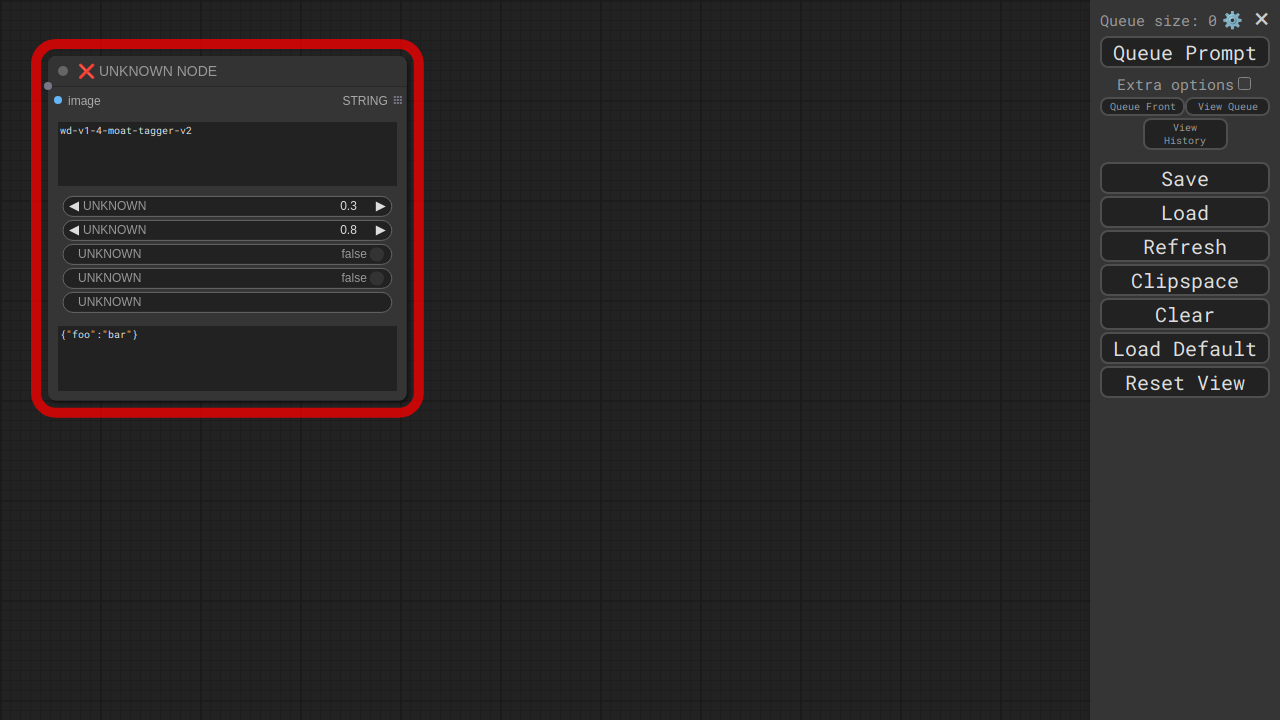 ❌ UNKNOWN NODE
image STRING
wd-v1-4-moat-tagger-v2
UNKNOWN 0.3
UNKNOWN 0.8
UNKNOWN false
UNKNOWN false
UNKNOWN
{"foo":"bar"}
Queue size: 0
Queue Prompt
Extra options
Queue Front View Queue
View
History
Save
Load
Refresh
Clipspace
Clear
Load Default
Reset View